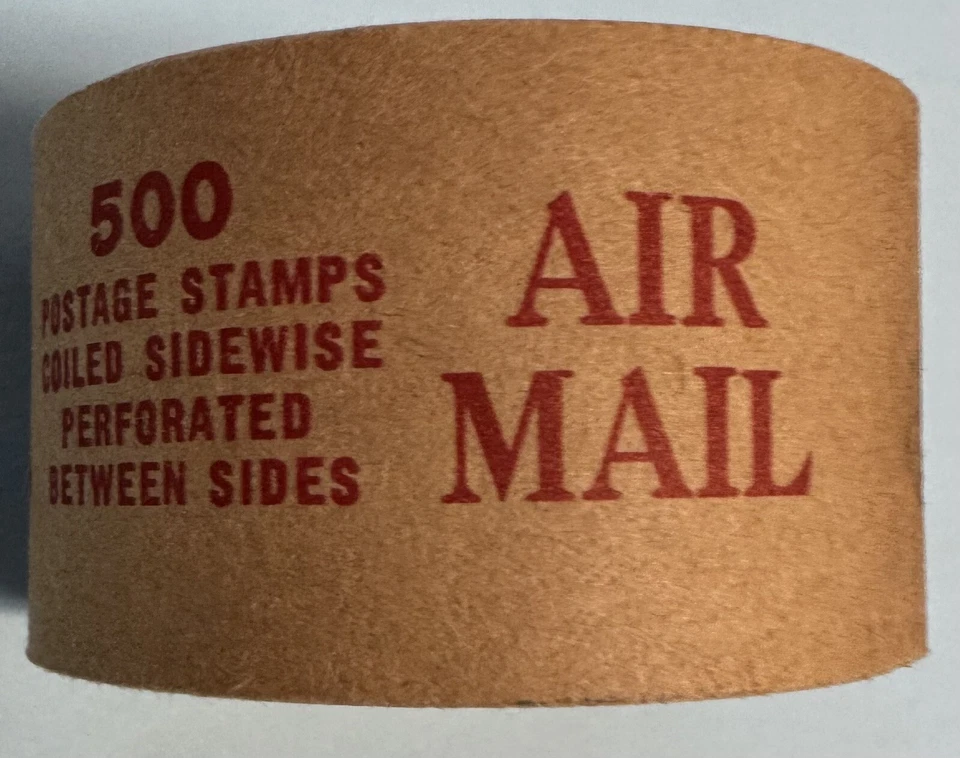 500
POSTAGE STAMPS
COILED SIDEWISE
PERFORATED
BETWEEN SIDES
AIR
MAIL